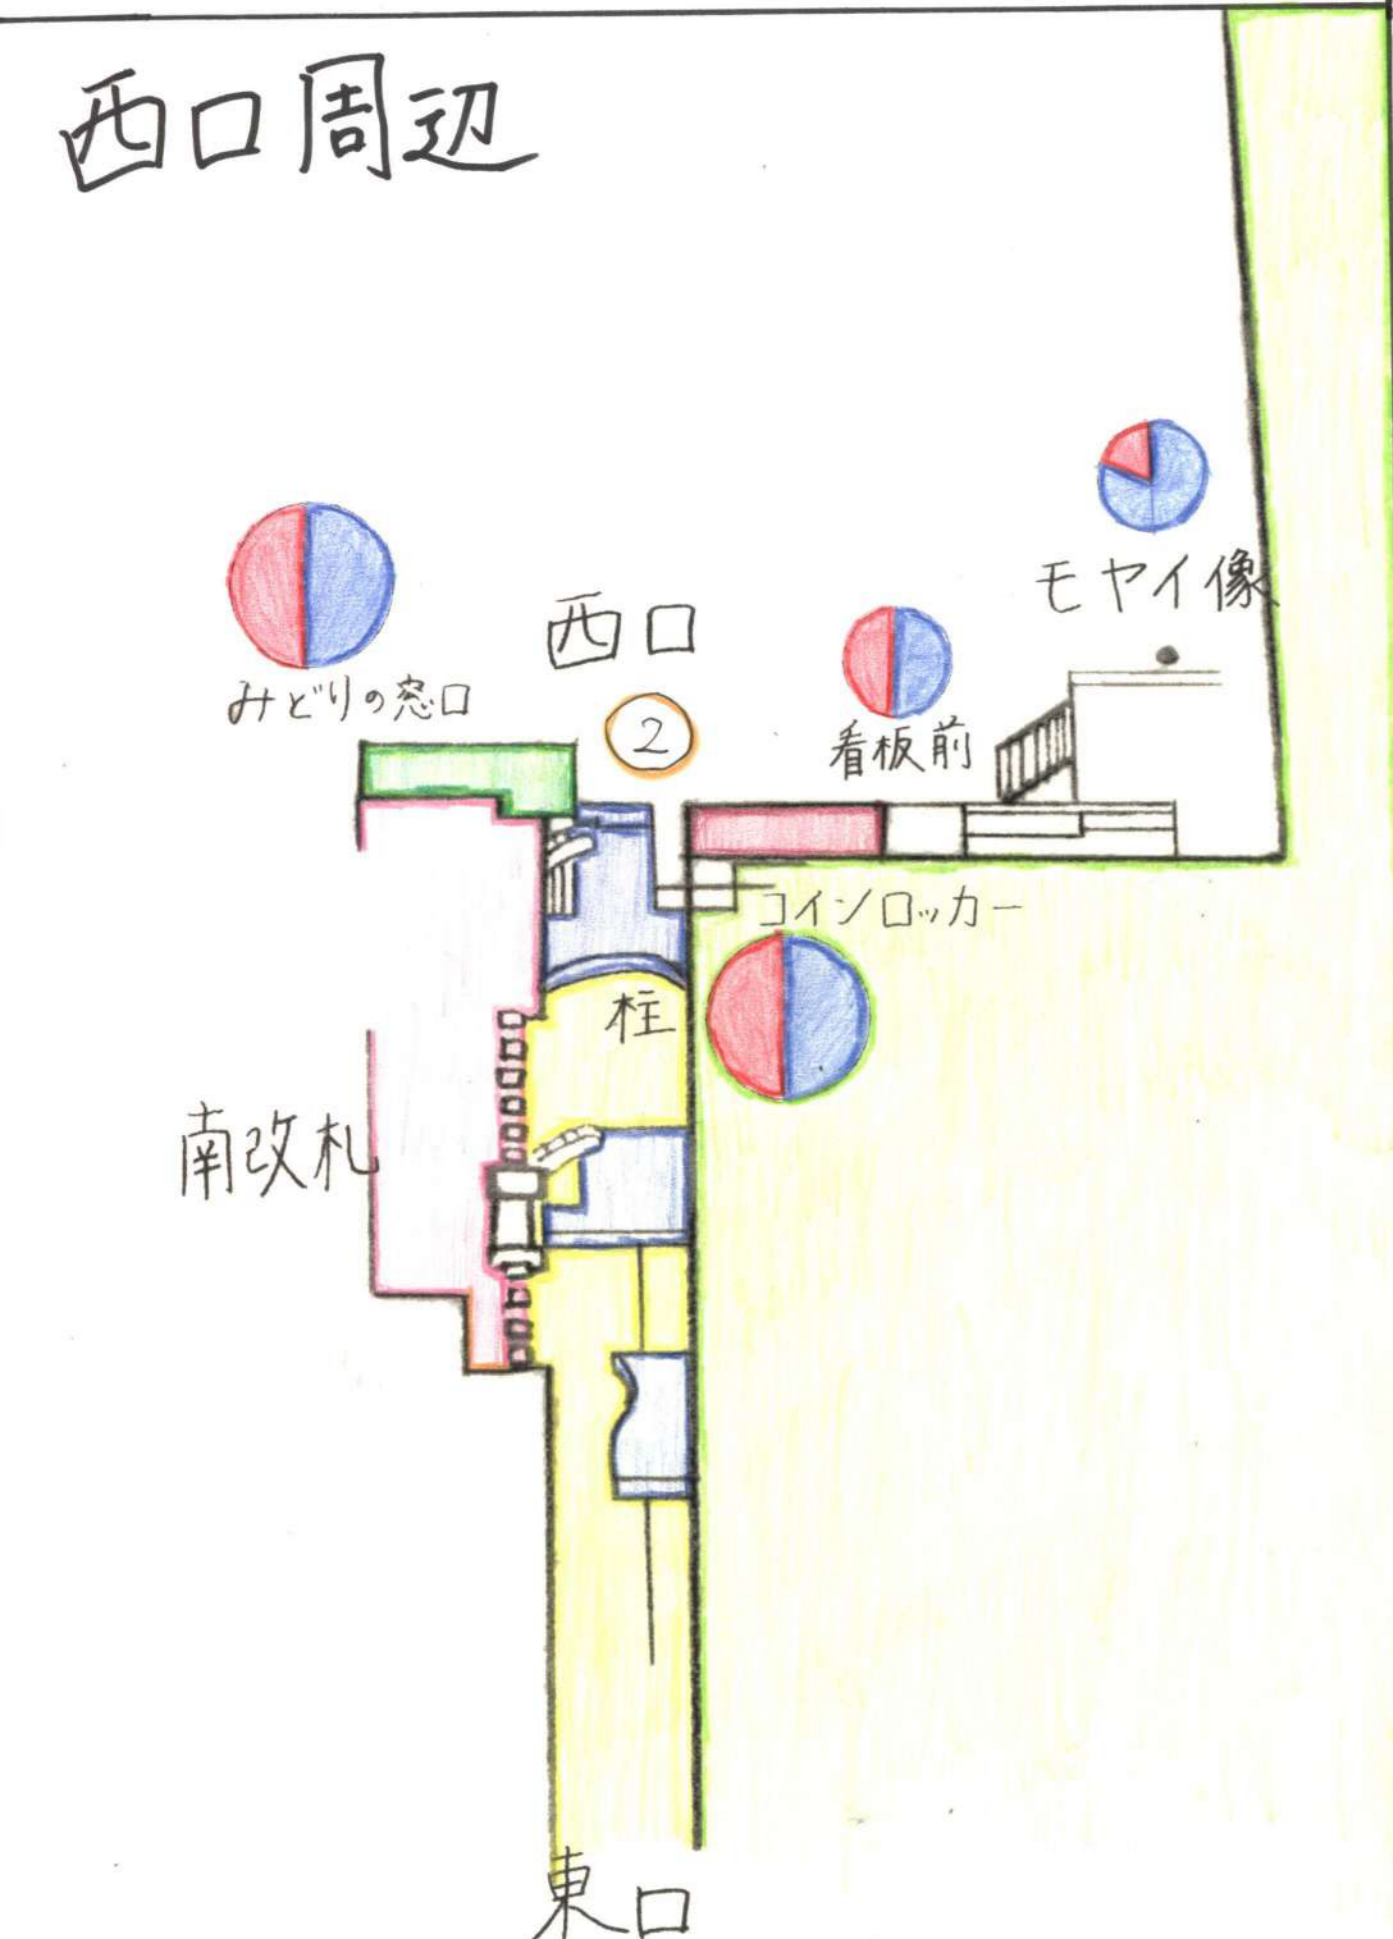 西口周辺
モヤイ像
西口
みどりの窓口
2
看板前
コインロッカー
柱
南改札
東口